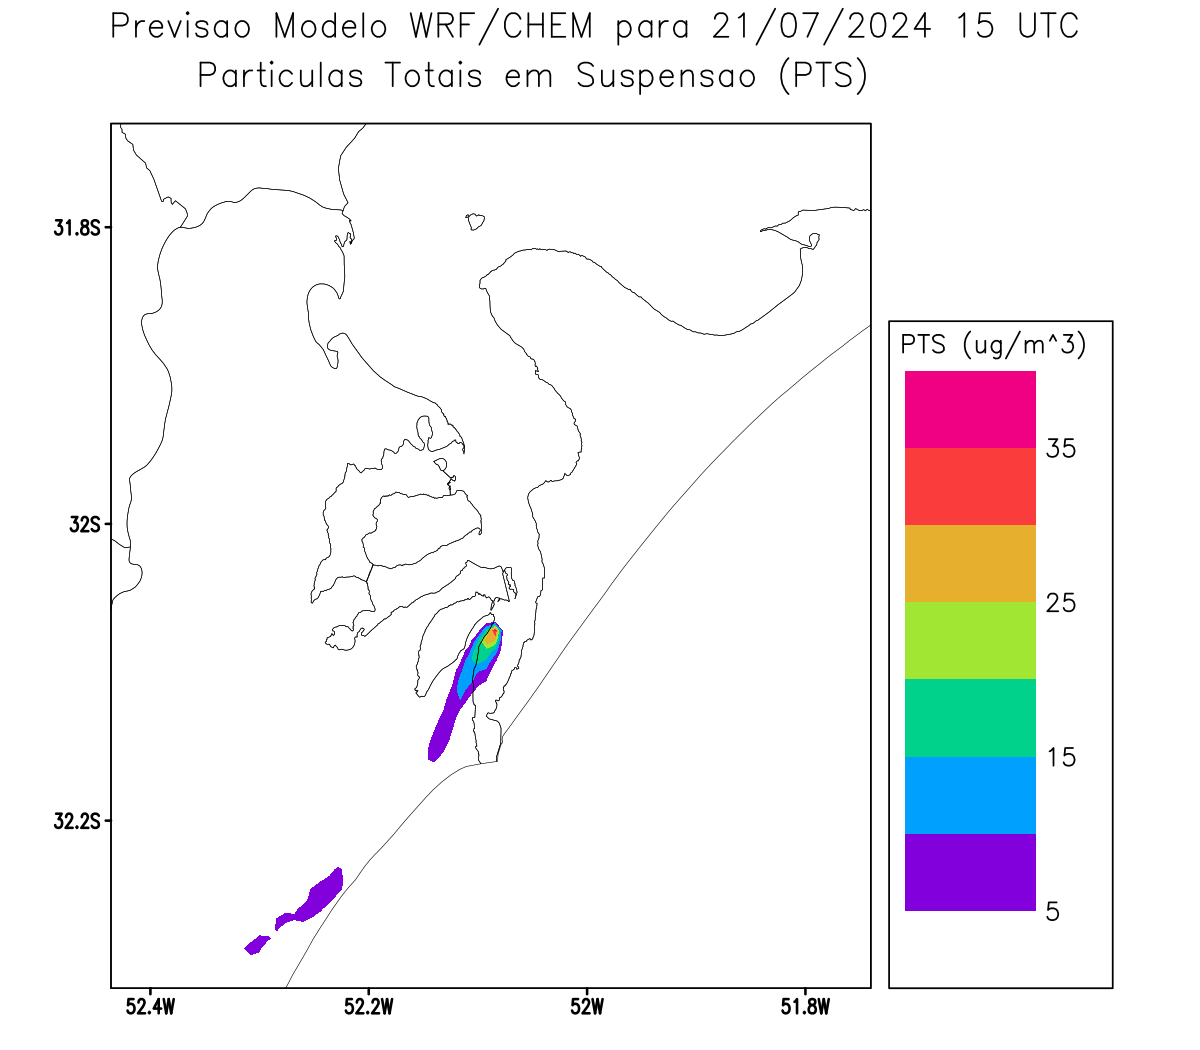 Previsao Modelo WRF/CHEM para 21/07/2024 15 UTC
Particulas Totais em Suspensao (PTS)
31.8S
32S
32.2S
52.4W
52.2W
52W
51.8W
PTS (ug/m^3)
35
25
15
5